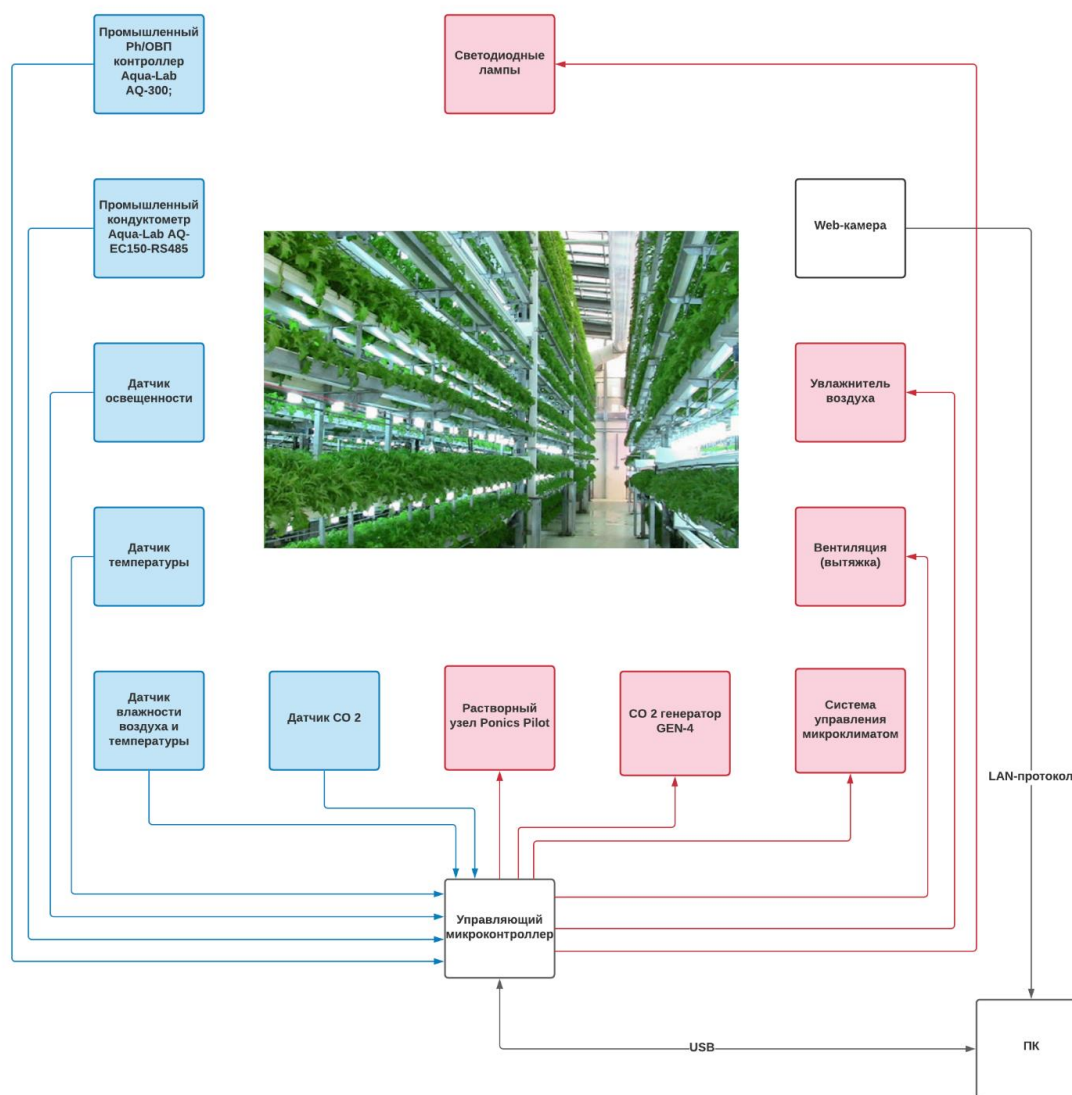 Промышленный
Ph/ОВП
контроллер
Aqua-Lab
AQ-300;
Светодиодные
лампы
Промышленный
кондуктометр
Aqua-Lab AQ-
EC150-RS485
Web-камера
Датчик
освещенности
Увлажнитель
воздуха
Датчик
температуры
Вентиляция
(вытяжка)
Датчик
влажности
воздуха и
температуры
Датчик СО 2
Растворный
узел Ponics Pilot
СО 2 генератор
GEN-4
Система
управления
микроклиматом
LAN-протокол
Управляющий
микроконтроллер
USB
ПК